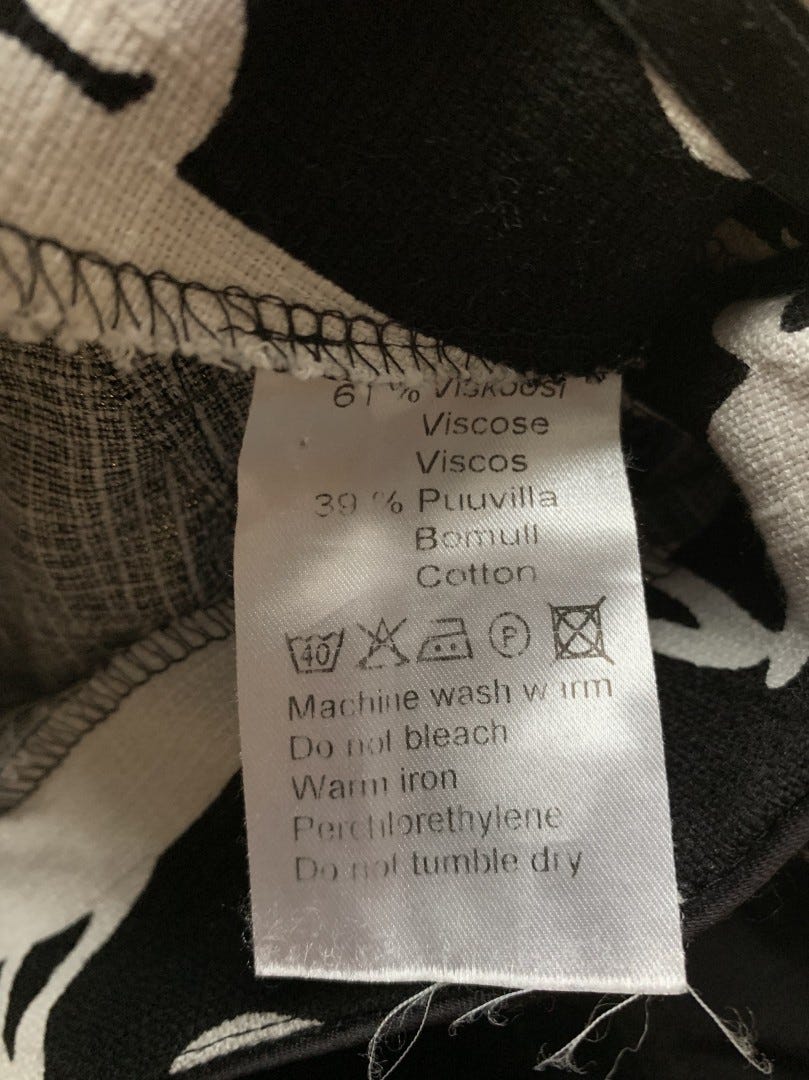 61 % Viskoosi
Viscose
Viscos
39 % Puuvilla
Bomull
Cotton
40 P
Machine wash warm
Do not bleach
Warm iron
Perchlorethylene
Do not tumble dry